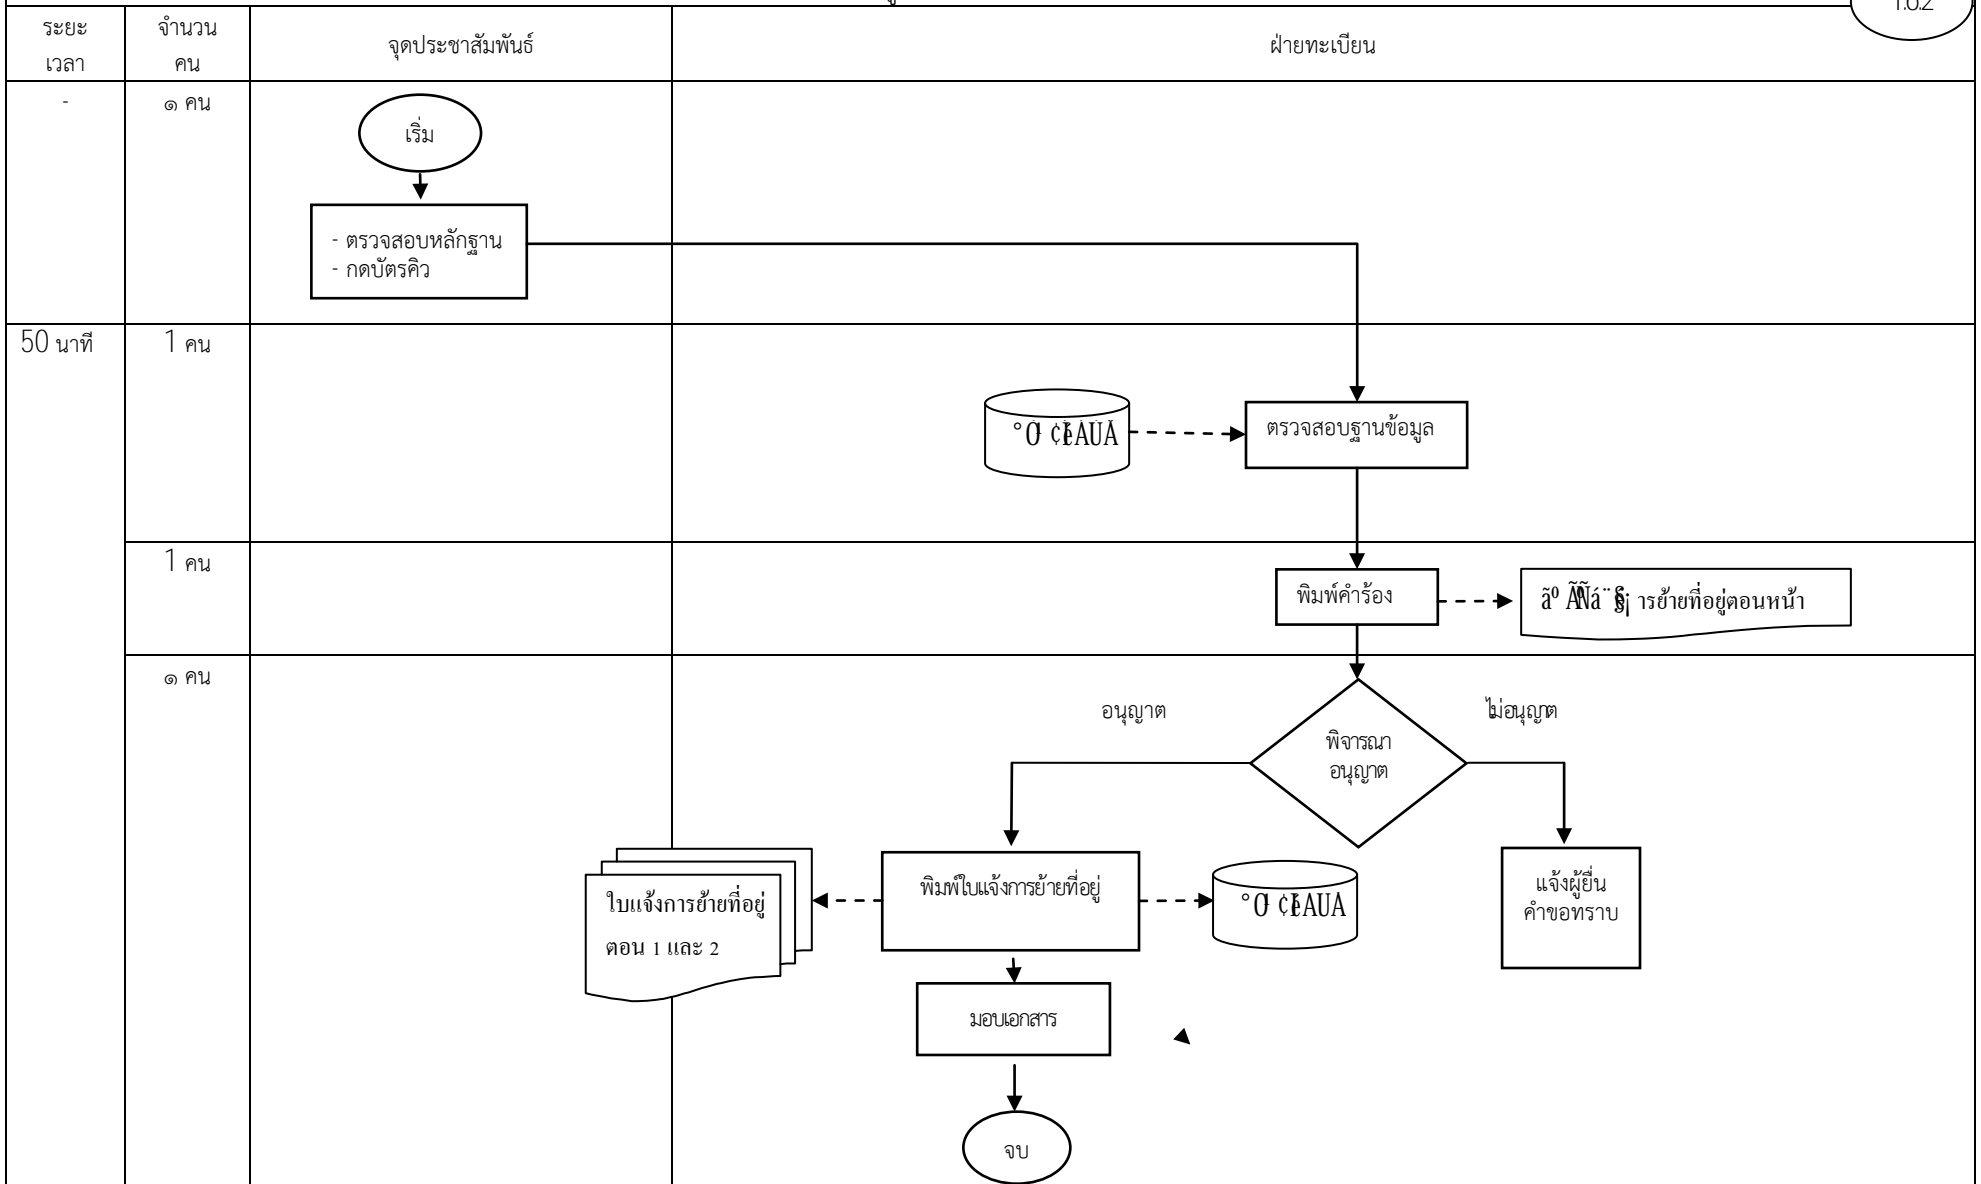 1.6.2
ระยะ
เวลา
จำนวน
คน
จุดประชาสัมพันธ์
ฝ่ายทะเบียน
-
๑ คน
เริ่ม
- ตรวจสอบหลักฐาน
- กดบัตรคิว
50 นาที
1 คน
ตรวจสอบฐานข้อมูล
1 คน
พิมพ์คำร้อง
ารย้ายที่อยู่ตอนหน้า
๑ คน
อนุญาต
ไม่อนุญาต
พิจารณา
อนุญาต
พิมพ์ใบแจ้งการย้ายที่อยู่
แจ้งผู้ยื่น
คำขอทราบ
ใบแจ้งการย้ายที่อยู่
ตอน 1 และ 2
มอบเอกสาร
จบ